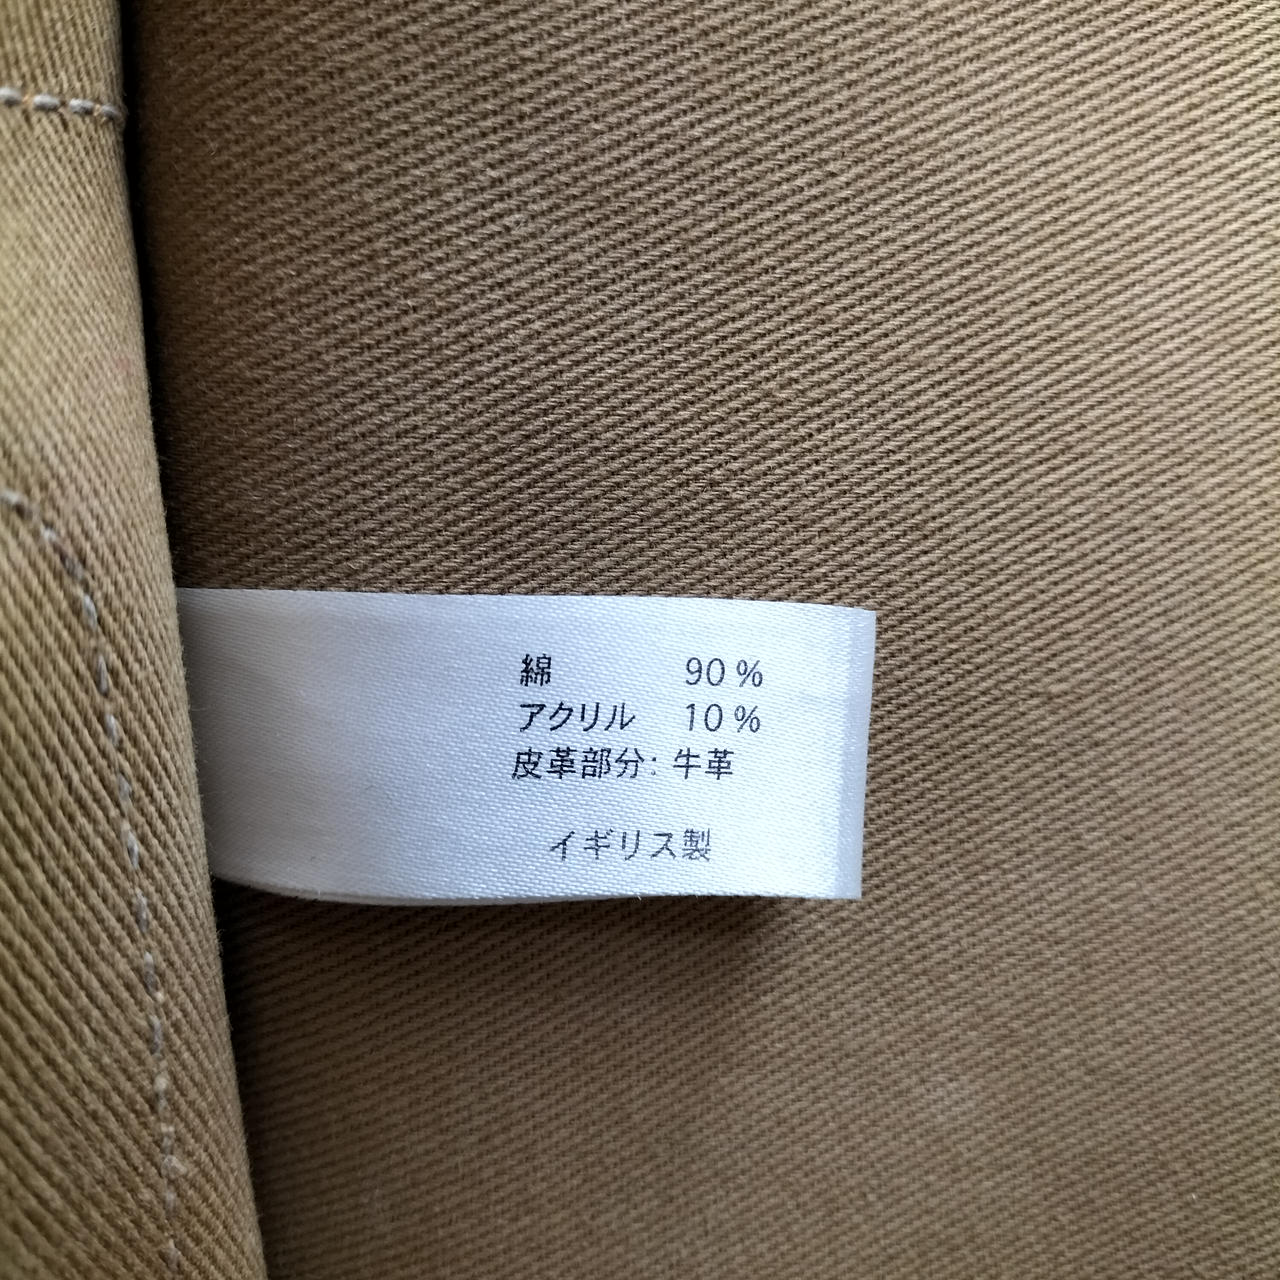 綿 90 %
アクリル 10 %
皮革部分: 牛革
イギリス製